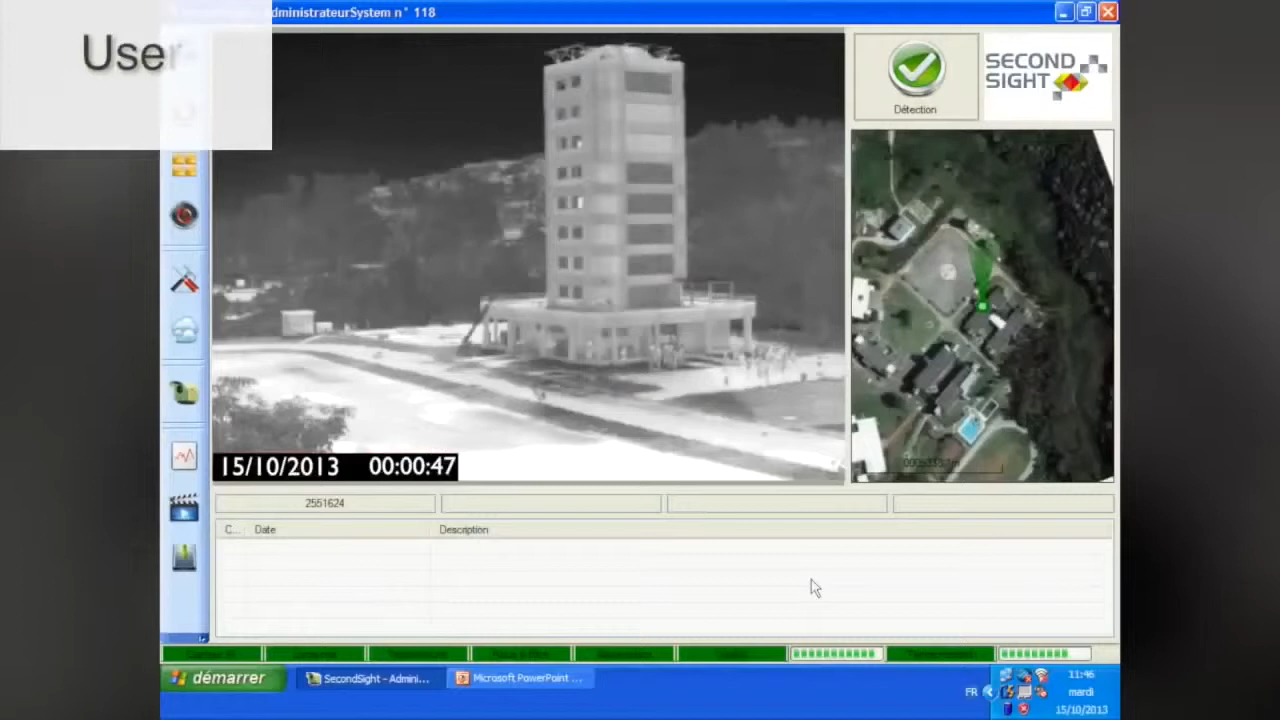 User
dministrateurSystem n° 118
SECOND
SIGHT
Détection
15/10/2013 00:00:47
2551624
C... Date Description
démarrer
SecondSight - Admini...
Microsoft PowerPoint ...
FR
11:46
mardi
15/10/2013